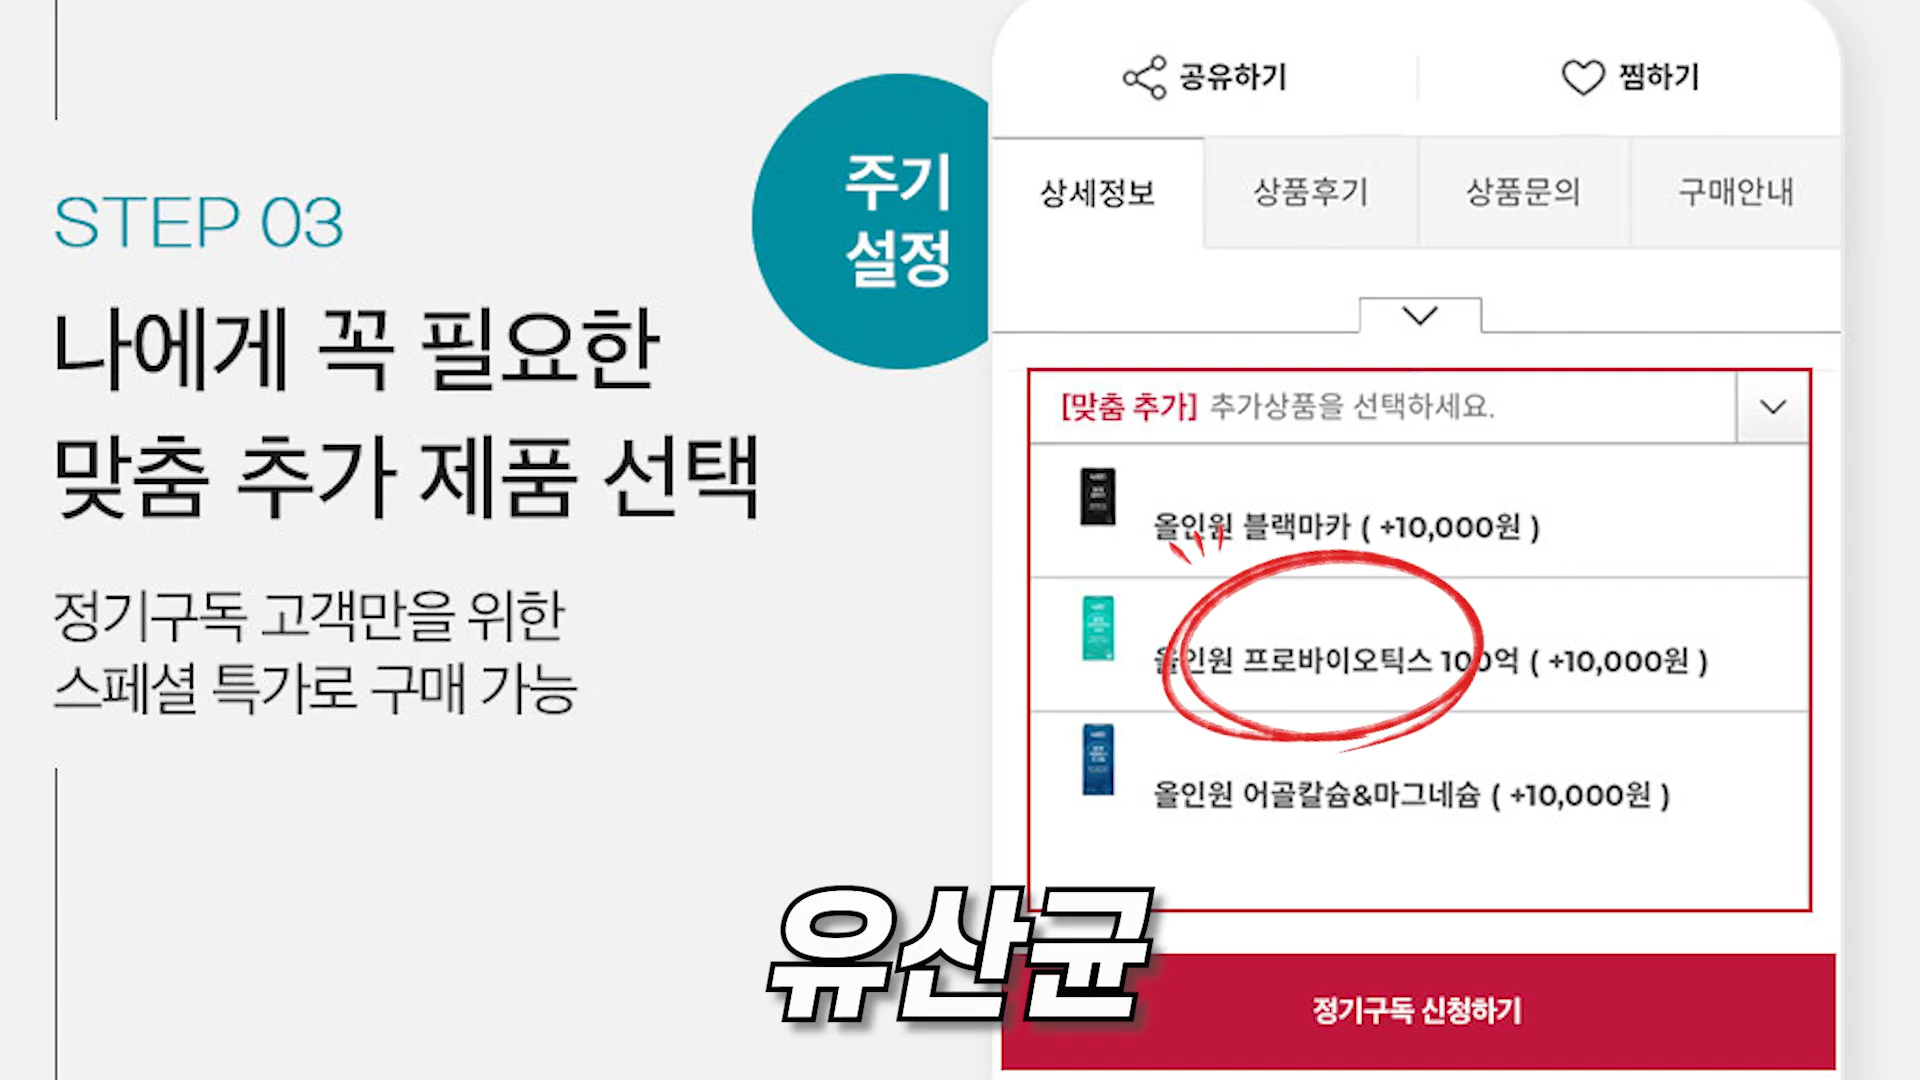 STEP 03
나에게 꼭 필요한
맞춤 추가 제품 선택
정기구독 고객만을 위한
스페셜 특가로 구매 가능
주기
설정
공유하기
찜하기
상세정보
상품후기
상품문의
구매안내
[맞춤 추가] 추가상품을 선택하세요.
올인원 블랙마카 ( +10,000원 )
올인원 프로바이오틱스 100억 ( +10,000원 )
올인원 어골칼슘&마그네슘 ( +10,000원 )
유산균
정기구독 신청하기